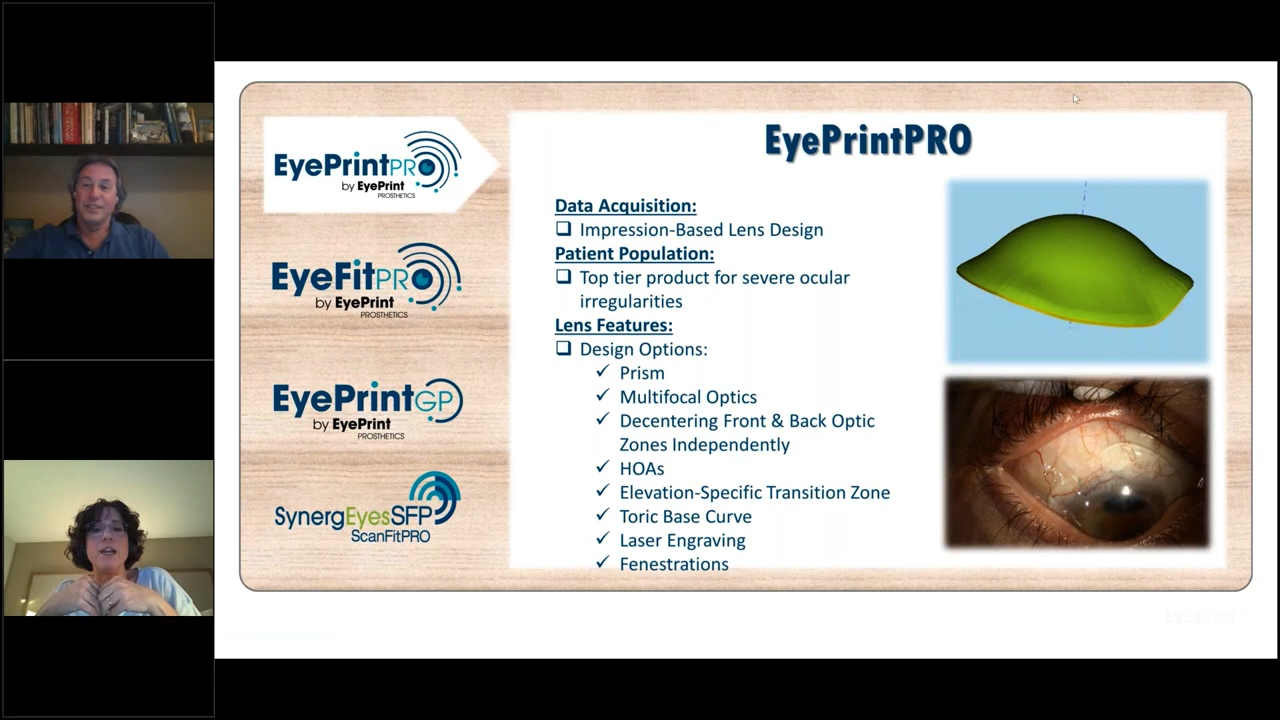 EyePrintPRO
by EyePrint
PROSTHETICS
EyeFitPRO
by EyePrint
PROSTHETICS
EyePrintGP
by EyePrint
PROSTHETICS
SynergEyesSFP
ScanFitPRO
EyePrintPRO
Data Acquisition:
Impression-Based Lens Design
Patient Population:
Top tier product for severe ocular
irregularities
Lens Features:
Design Options:
Prism
Multifocal Optics
Decentering Front & Back Optic
Zones Independently
HOAs
Elevation-Specific Transition Zone
Toric Base Curve
Laser Engraving
Fenestrations